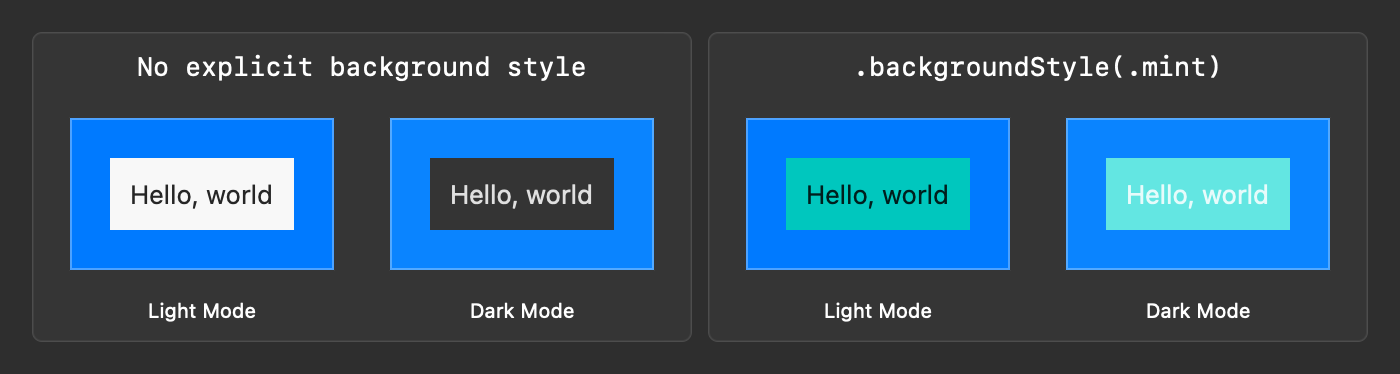 No explicit background style
Hello, world
Hello, world
Light Mode
Dark Mode
.backgroundStyle(.mint)
Hello, world
Hello, world
Light Mode
Dark Mode